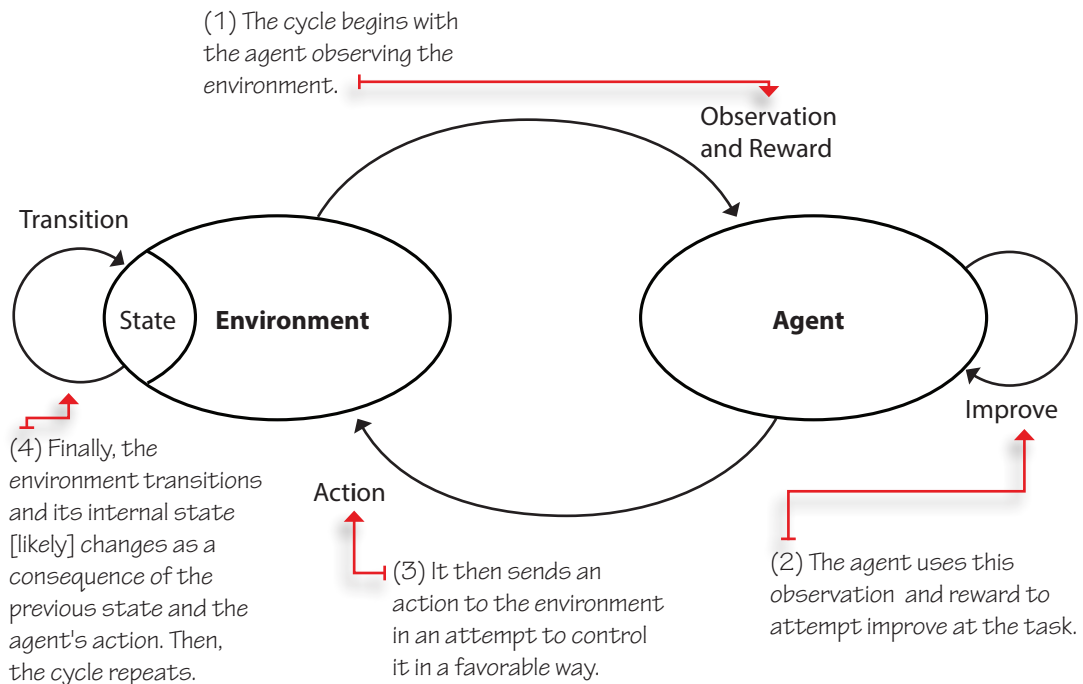 (1) The cycle begins with
the agent observing the
environment.
Observation
and Reward
Transition
State
Environment
Agent
Improve
(4) Finally, the
environment transitions
and its internal state
[likely] changes as a
consequence of the
previous state and the
agent's action. Then,
the cycle repeats.
Action
(3) It then sends an
action to the environment
in an attempt to control
it in a favorable way.
(2) The agent uses this
observation and reward to
attempt improve at the task.